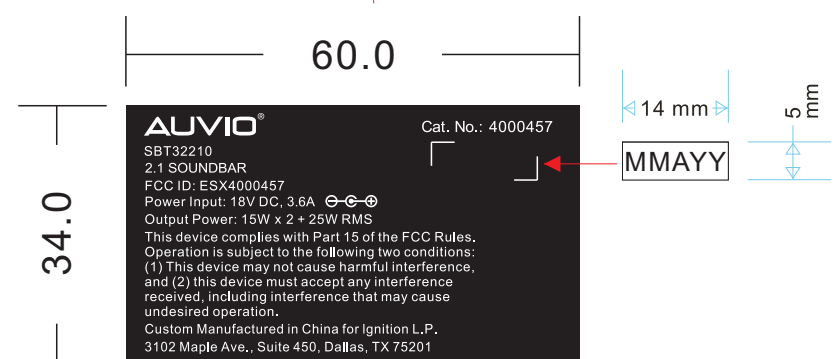 60.0
14 mm
5 mm
34.0
AUVIO®
Cat. No.: 4000457
MMAYY
SBT32210
2.1 SOUNDBAR
FCC ID: ESX4000457
Power Input: 18V DC, 3.6A
Output Power: 15W x 2 + 25W RMS
This device complies with Part 15 of the FCC Rules.
Operation is subject to the following two conditions:
(1) This device may not cause harmful interference,
and (2) this device must accept any interference
received, including interference that may cause
undesired operation.
Custom Manufactured in China for Ignition L.P.
3102 Maple Ave., Suite 450, Dallas, TX 75201